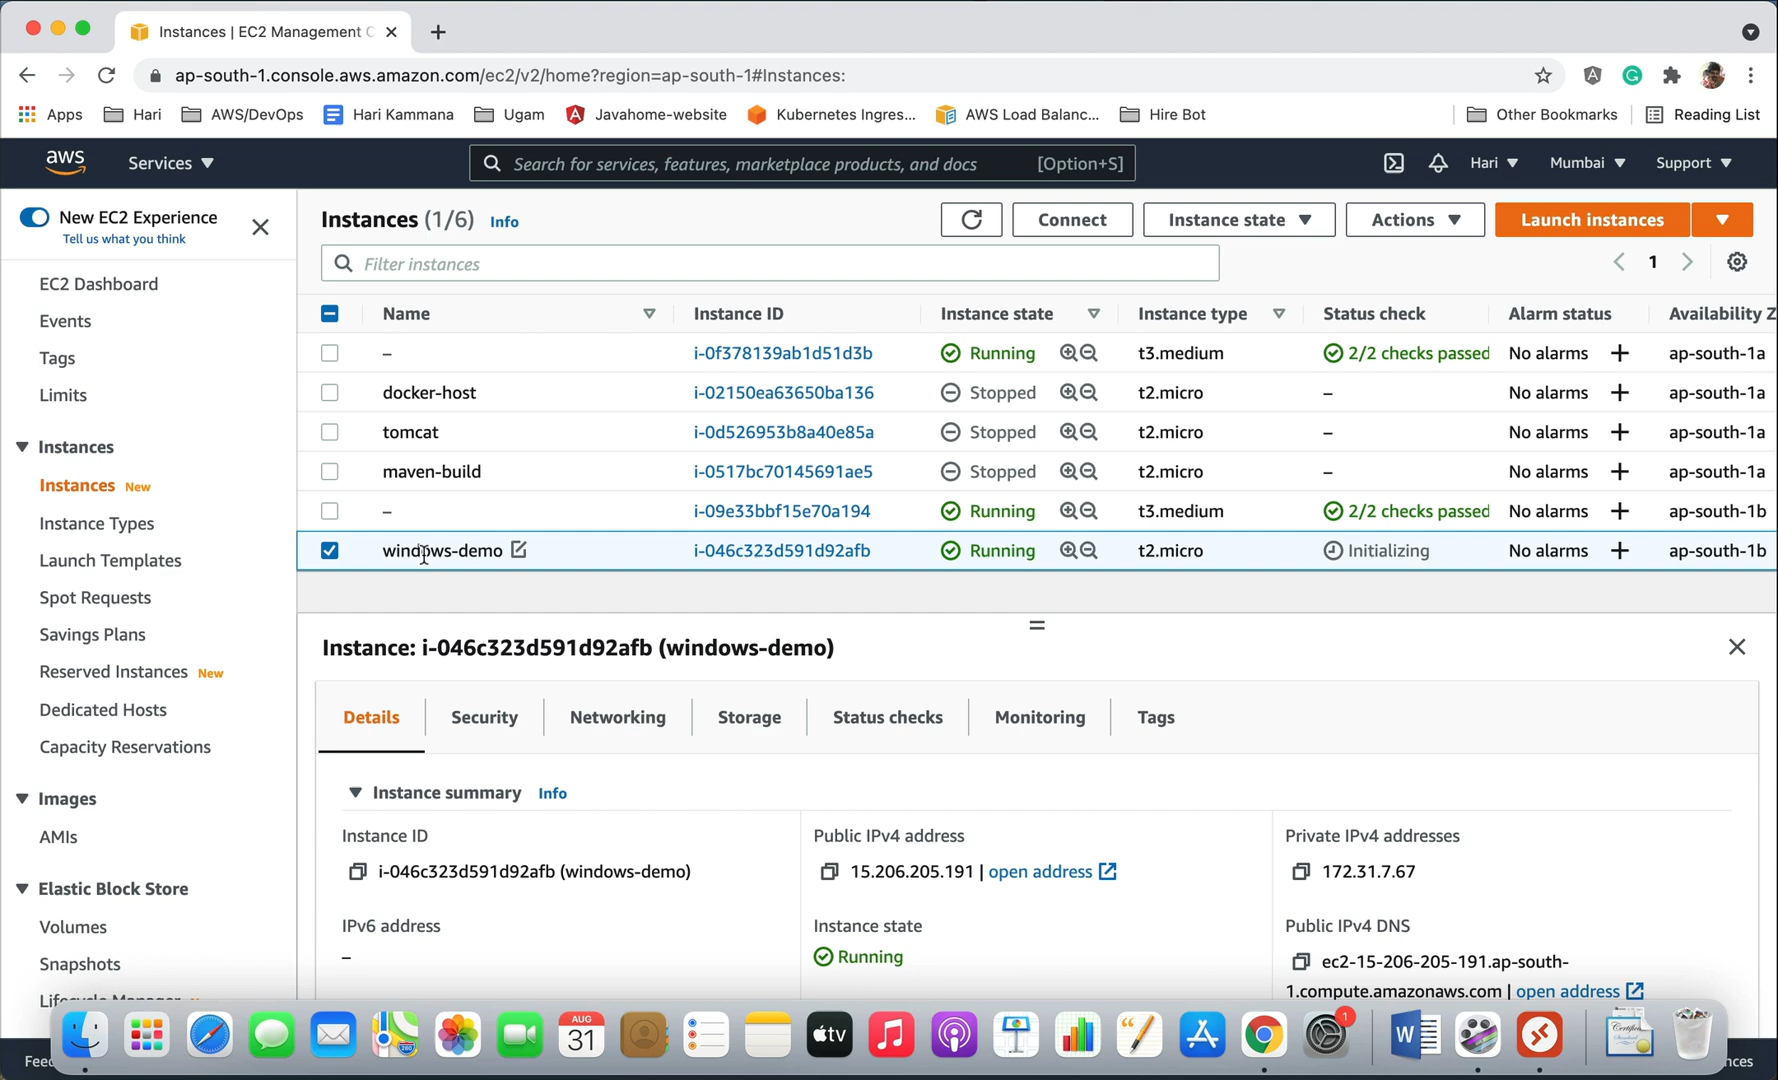 Instances | EC2 Management C
ap-south-1.console.aws.amazon.com/ec2/v2/home?region=ap-south-1#Instances:
Apps Hari AWS/DevOps Hari Kammana Ugam Javahome-website Kubernetes Ingres... AWS Load Balanc... Hire Bot Other Bookmarks Reading List
aws Services Search for services, features, marketplace products, and docs [Option+S] Hari Mumbai Support
New EC2 Experience
Tell us what you think
EC2 Dashboard
Events
Tags
Limits
Instances
Instances New
Instance Types
Launch Templates
Spot Requests
Savings Plans
Reserved Instances New
Dedicated Hosts
Capacity Reservations
Images
AMIs
Elastic Block Store
Volumes
Snapshots
Instances (1/6) Info Connect Instance state Actions Launch instances
Filter instances 1
Name Instance ID Instance state Instance type Status check Alarm status Availability Z
– i-0f378139ab1d51d3b Running t3.medium 2/2 checks passed No alarms + ap-south-1a
docker-host i-02150ea63650ba136 Stopped t2.micro – No alarms + ap-south-1a
tomcat i-0d526953b8a40e85a Stopped t2.micro – No alarms + ap-south-1a
maven-build i-0517bc70145691ae5 Stopped t2.micro – No alarms + ap-south-1a
– i-09e33bbf15e70a194 Running t3.medium 2/2 checks passed No alarms + ap-south-1b
windows-demo i-046c323d591d92afb Running t2.micro Initializing No alarms + ap-south-1b
Instance: i-046c323d591d92afb (windows-demo)
Details Security Networking Storage Status checks Monitoring Tags
Instance summary Info
Instance ID Public IPv4 address Private IPv4 addresses
i-046c323d591d92afb (windows-demo) 15.206.205.191 | open address 172.31.7.67
IPv6 address Instance state Public IPv4 DNS
– Running ec2-15-206-205-191.ap-south-
1.compute.amazonaws.com | open address
AUG
31
tv
1
W
Feed
nces